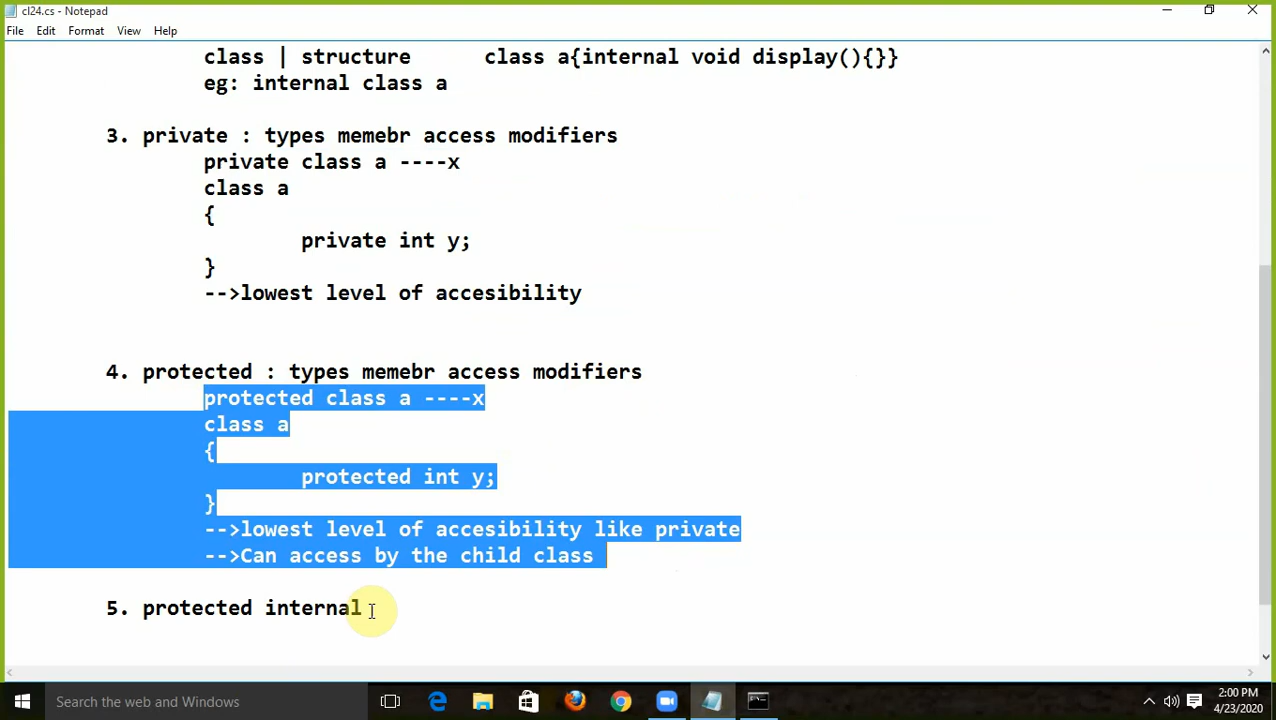 cl24.cs - Notepad
File Edit Format View Help
class | structure class a{internal void display(){}}
eg: internal class a
3. private : types memebr access modifiers
private class a ----x
class a
{
private int y;
}
-->lowest level of accesibility
4. protected : types memebr access modifiers
protected class a ----x
class a
{
protected int y;
}
-->lowest level of accesibility like private
-->Can access by the child class
5. protected internal
Search the web and Windows
2:00 PM
4/23/2020